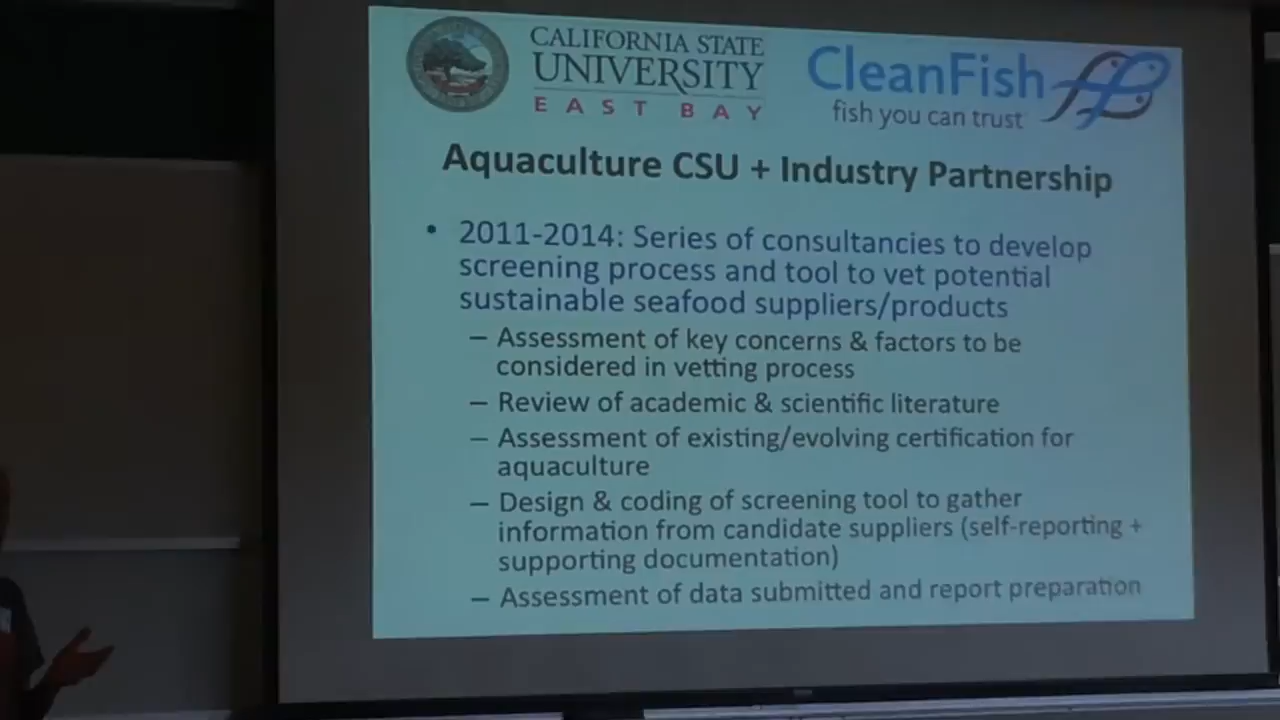 CALIFORNIA STATE
UNIVERSITY
EAST BAY
CleanFish
fish you can trust
Aquaculture CSU + Industry Partnership
• 2011-2014: Series of consultancies to develop
screening process and tool to vet potential
sustainable seafood suppliers/products
– Assessment of key concerns & factors to be
considered in vetting process
– Review of academic & scientific literature
– Assessment of existing/evolving certification for
aquaculture
– Design & coding of screening tool to gather
information from candidate suppliers (self-reporting +
supporting documentation)
– Assessment of data submitted and report preparation